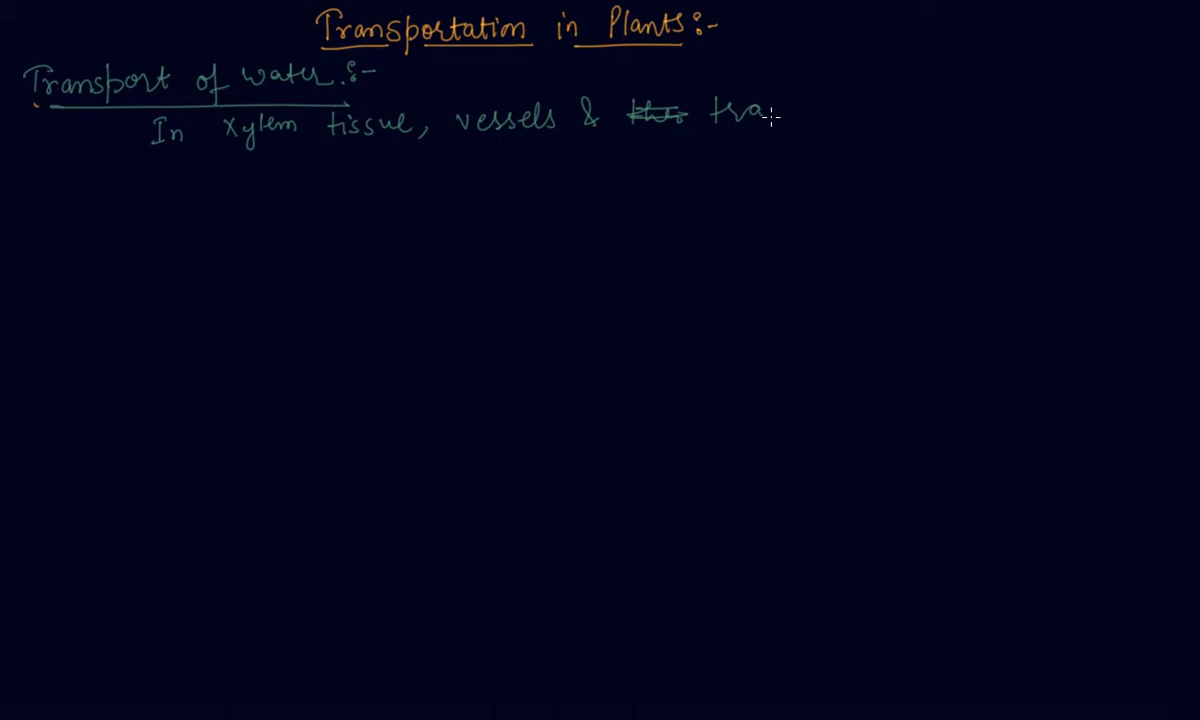 Transportation in Plants:-
Transport of water:-
In Xylem tissue, vessels & tra